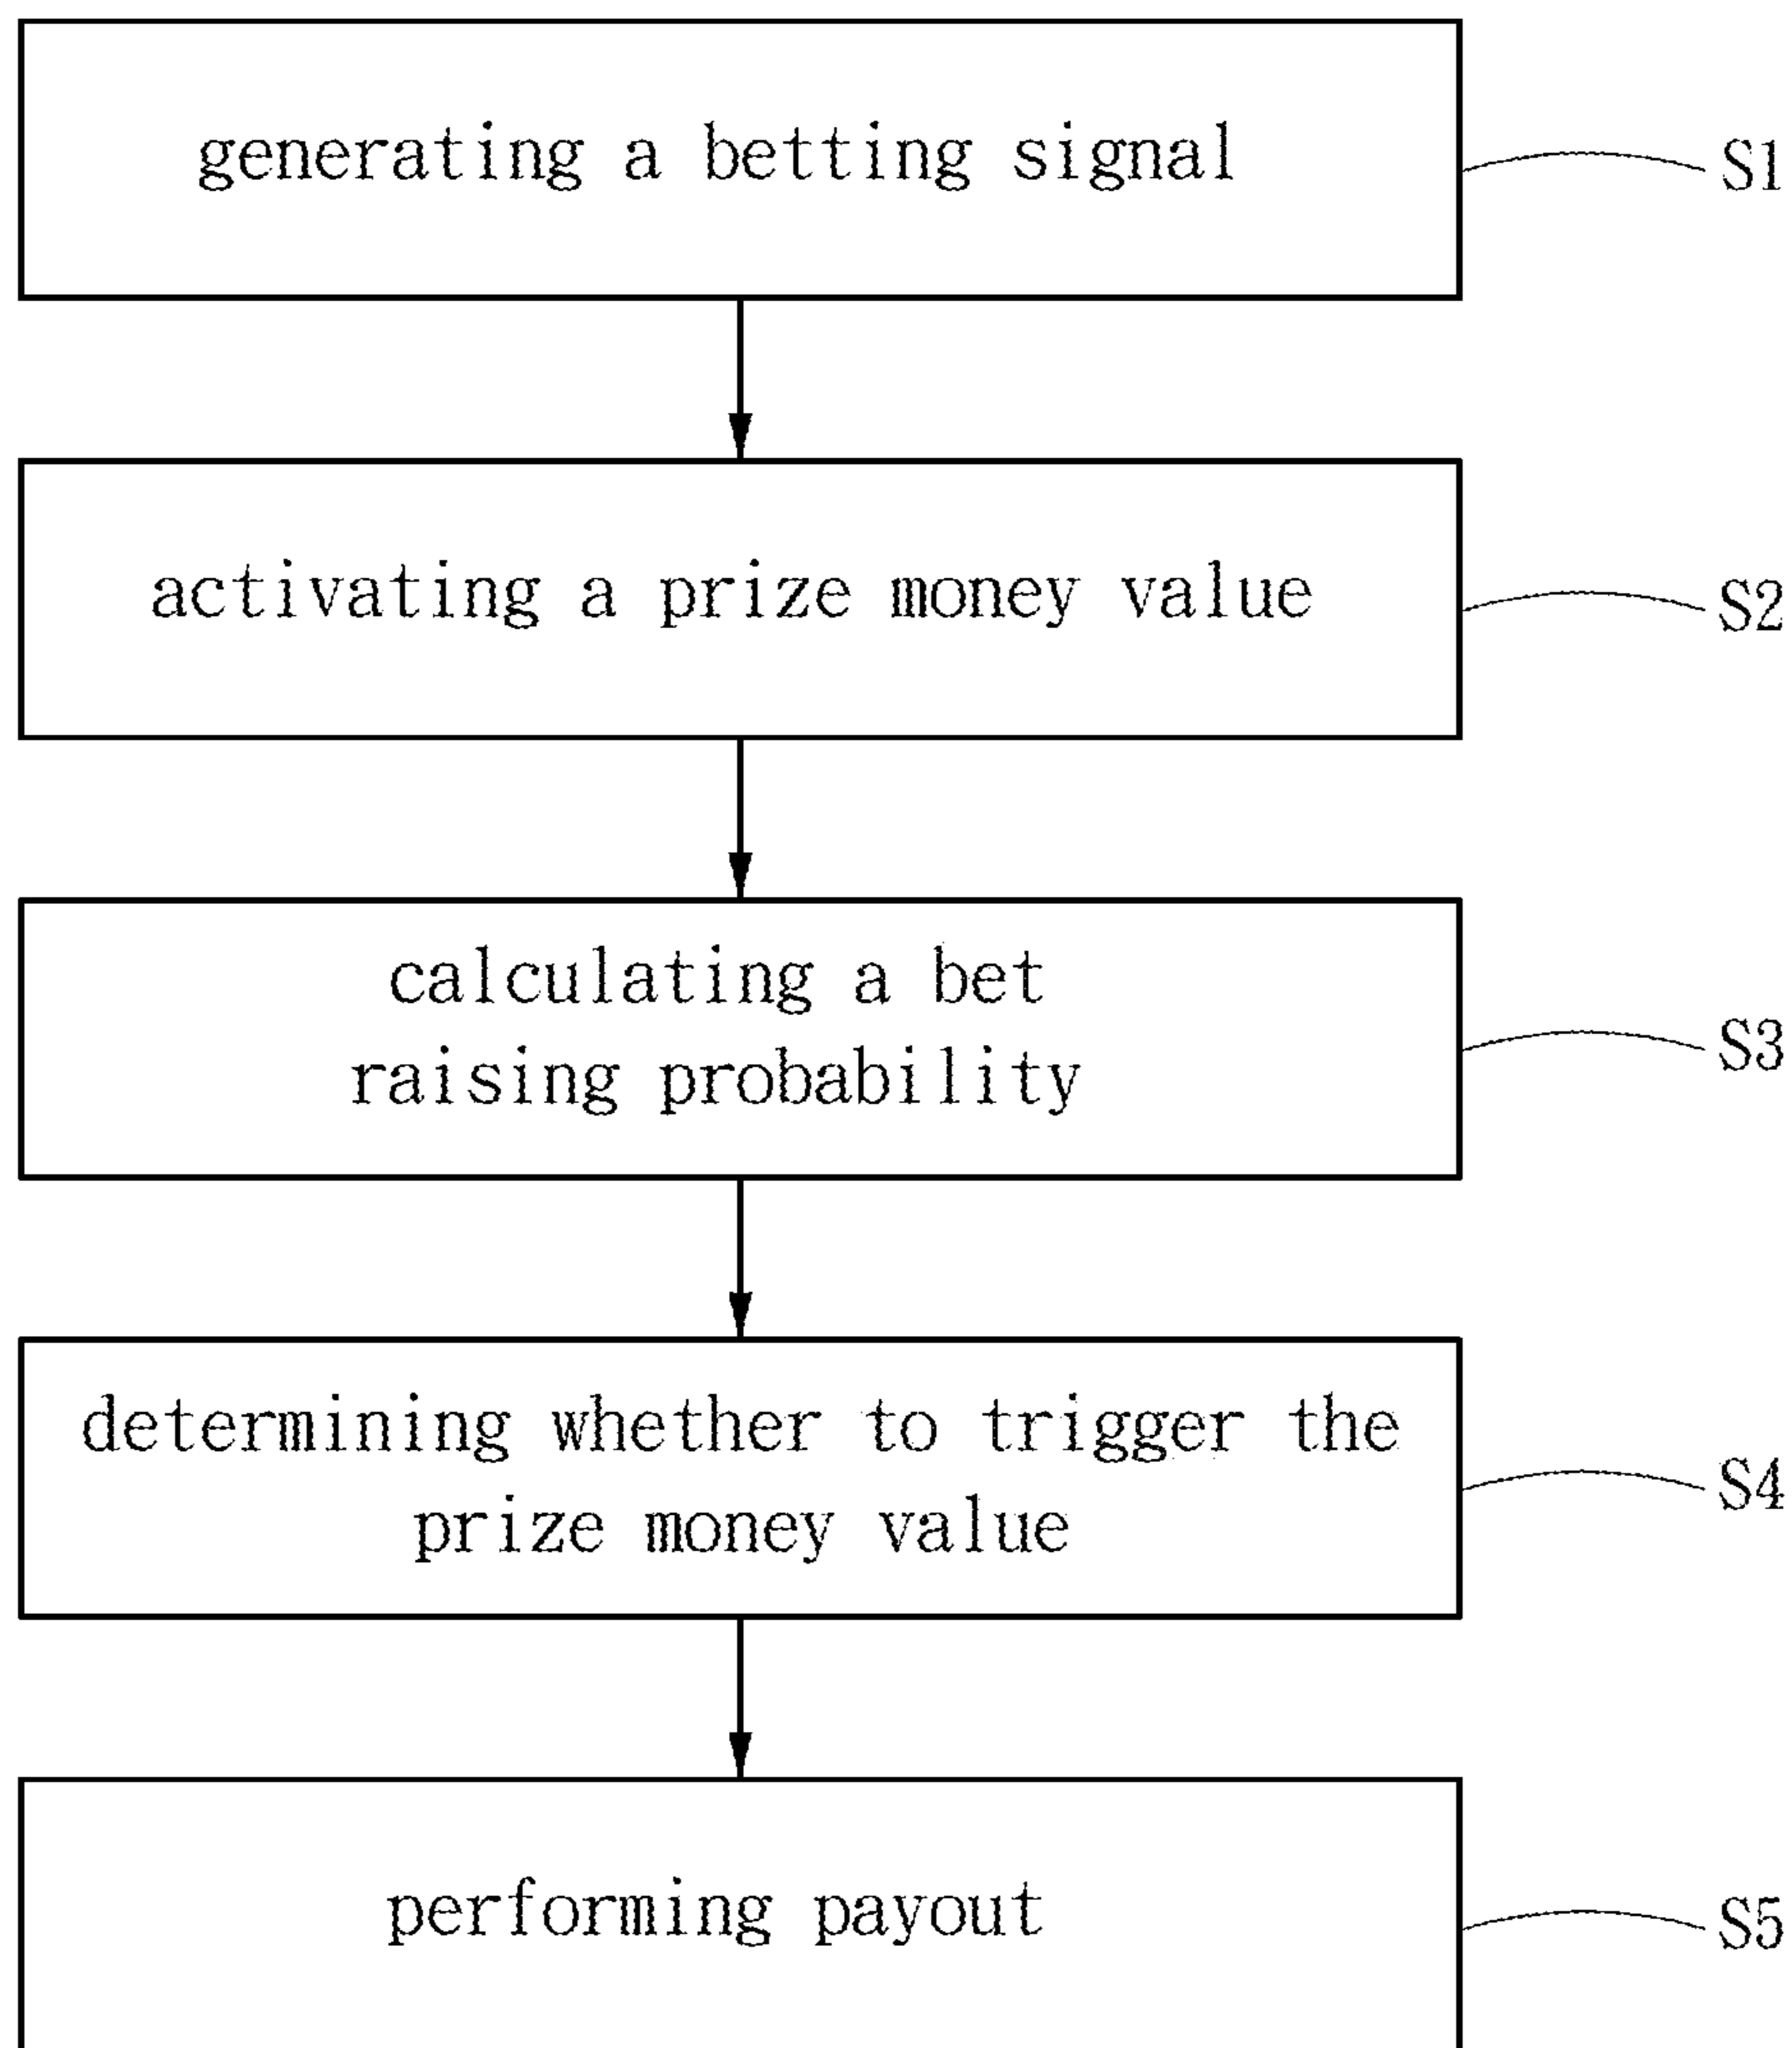 generating a betting signal
S1
activating a prize money value
S2
calculating a bet
raising probability
S3
determining whether to trigger the
prize money value
S4
performing payout
S5